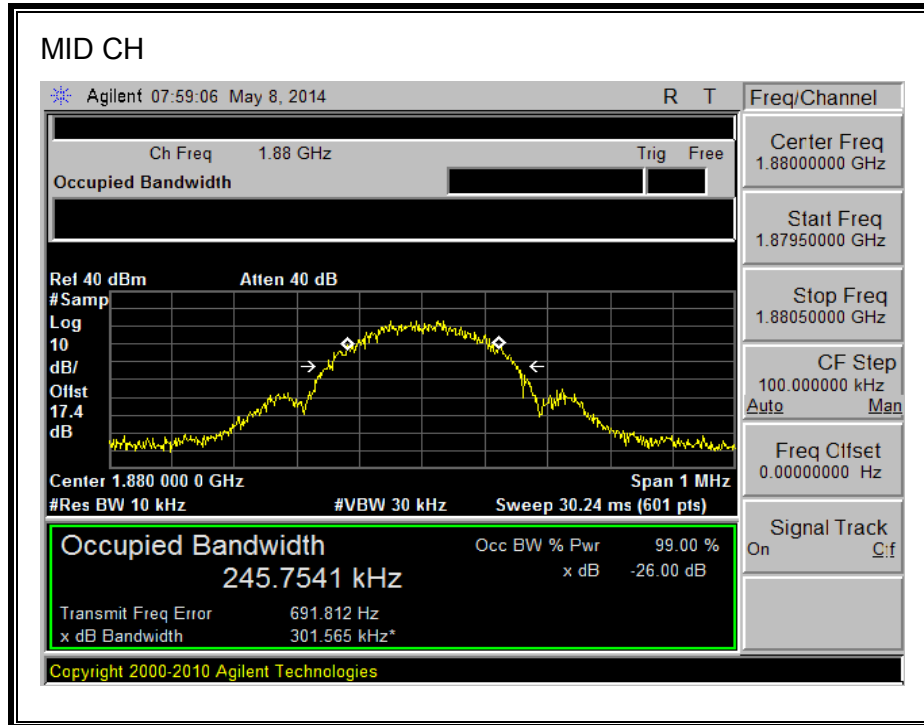 MID CH
Agilent 07:59:06 May 8, 2014 R T
Freq/Channel
Ch Freq 1.88 GHz Trig Free
Occupied Bandwidth
Center Freq
1.88000000 GHz
Start Freq
1.87950000 GHz
Stop Freq
1.88050000 GHz
CF Step
100.000000 kHz
Auto Man
Freq Offset
0.00000000 Hz
Signal Track
On Off
Ref 40 dBm Atten 40 dB
#Samp
Log
10
dB/
Offst
17.4
dB
Center 1.880 000 0 GHz Span 1 MHz
#Res BW 10 kHz #VBW 30 kHz Sweep 30.24 ms (601 pts)
Occupied Bandwidth Occ BW % Pwr 99.00 %
245.7541 kHz x dB -26.00 dB
Transmit Freq Error 691.812 Hz
x dB Bandwidth 301.565 kHz*
Copyright 2000-2010 Agilent Technologies